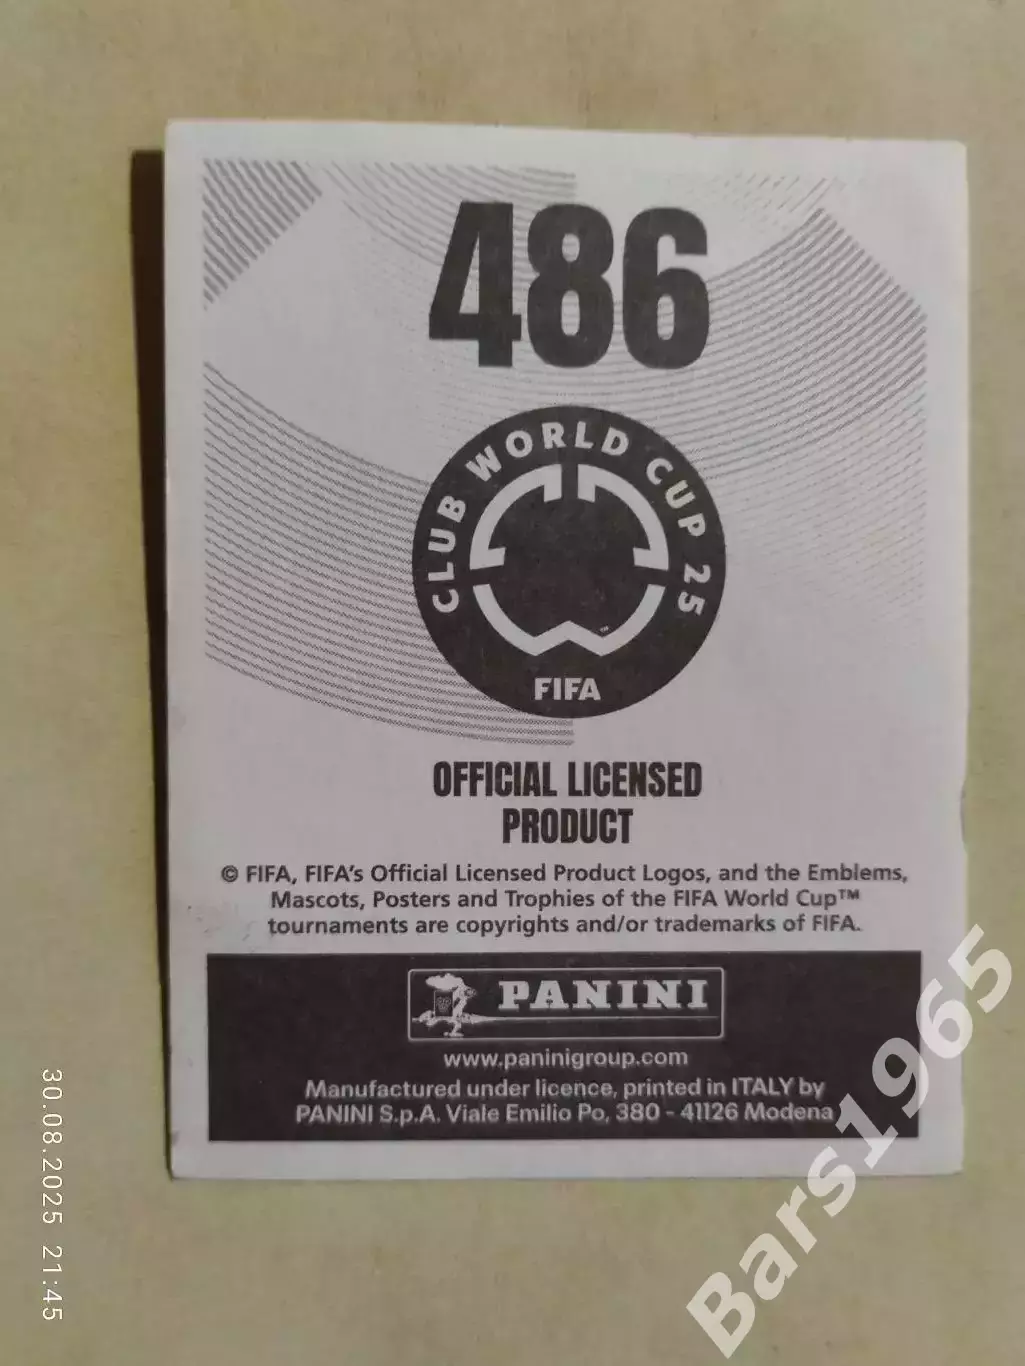 486
CLUB WORLD CUP 25
FIFA
OFFICIAL LICENSED
PRODUCT
© FIFA, FIFA's Official Licensed Product Logos, and the Emblems,
Mascots, Posters and Trophies of the FIFA World Cup™
tournaments are copyrights and/or trademarks of FIFA.
PANINI
www.paninigroup.com
Manufactured under licence, printed in ITALY by
PANINI S.p.A. Viale Emilio Po, 380 - 41126 Modena
30.08.2025 21:45
Bars1965